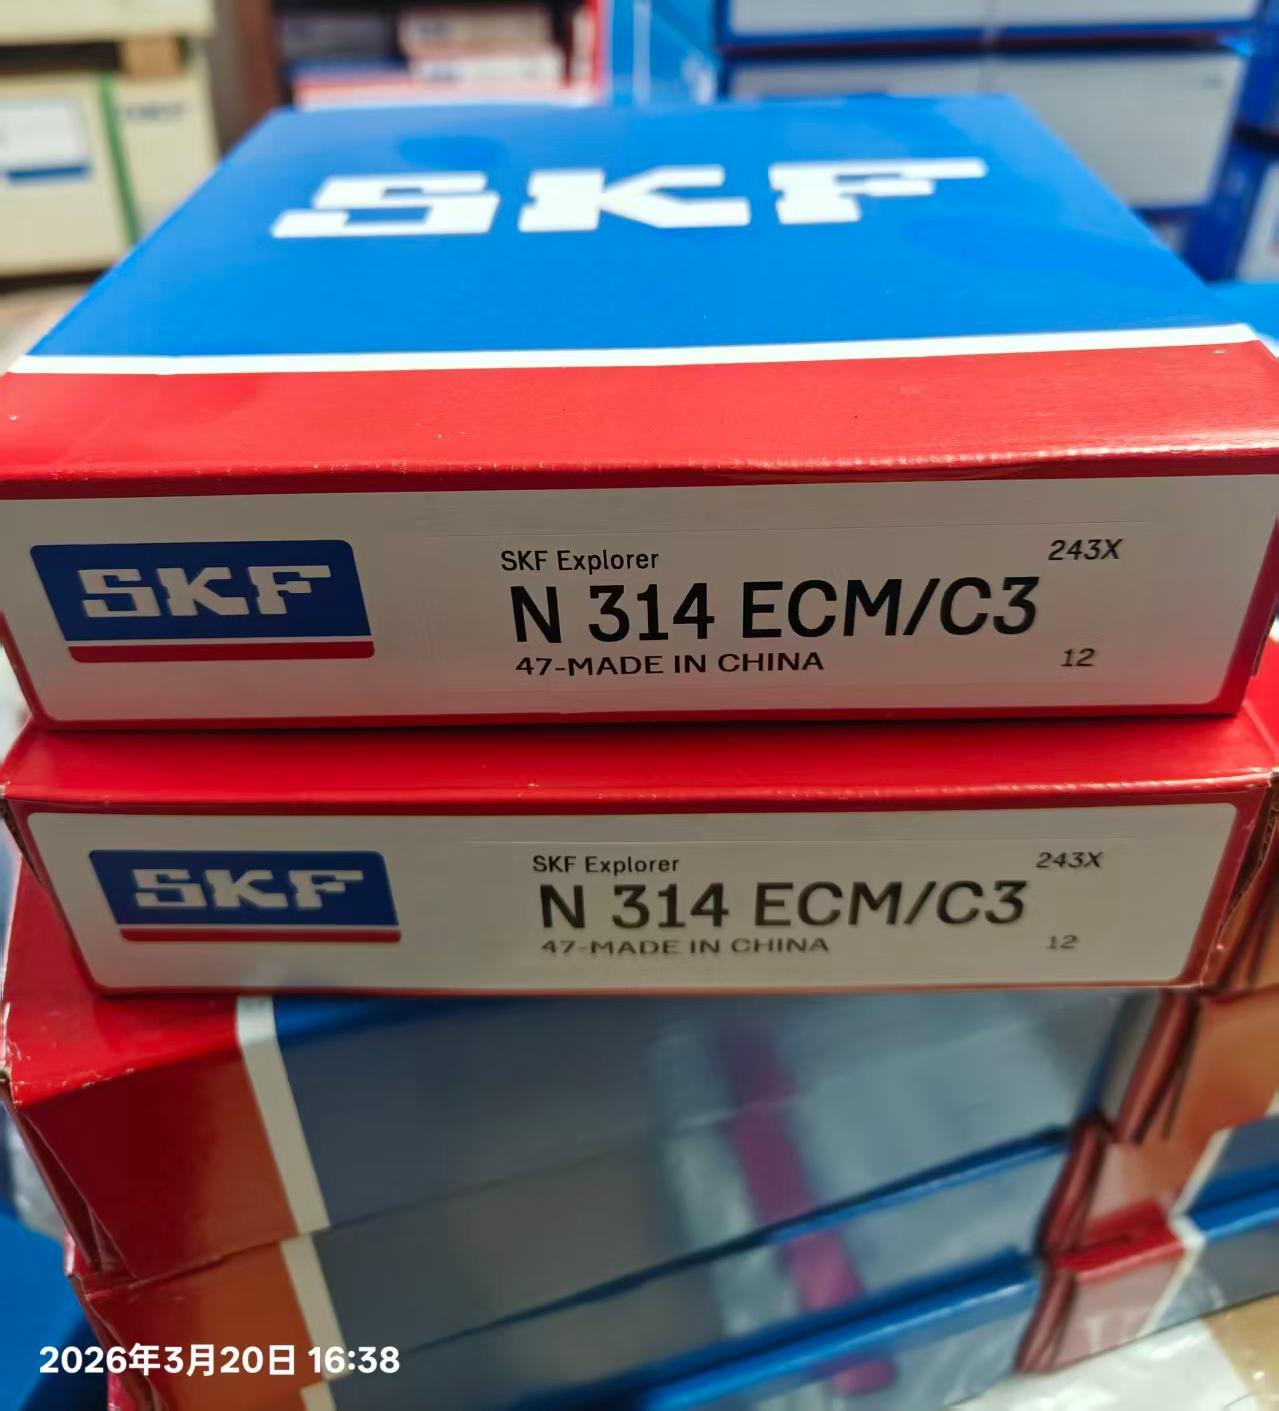 SKF
SKF
SKF Explorer
243X
N 314 ECM/C3
47-MADE IN CHINA
12
SKF
SKF Explorer
243X
N 314 ECM/C3
47-MADE IN CHINA
12
2026年3月20日 16:38